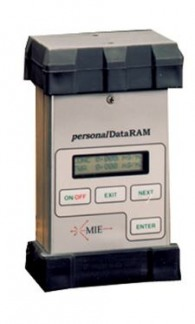 personalDataRAM
ON/OFF EXIT NEXT
MIE ENTER